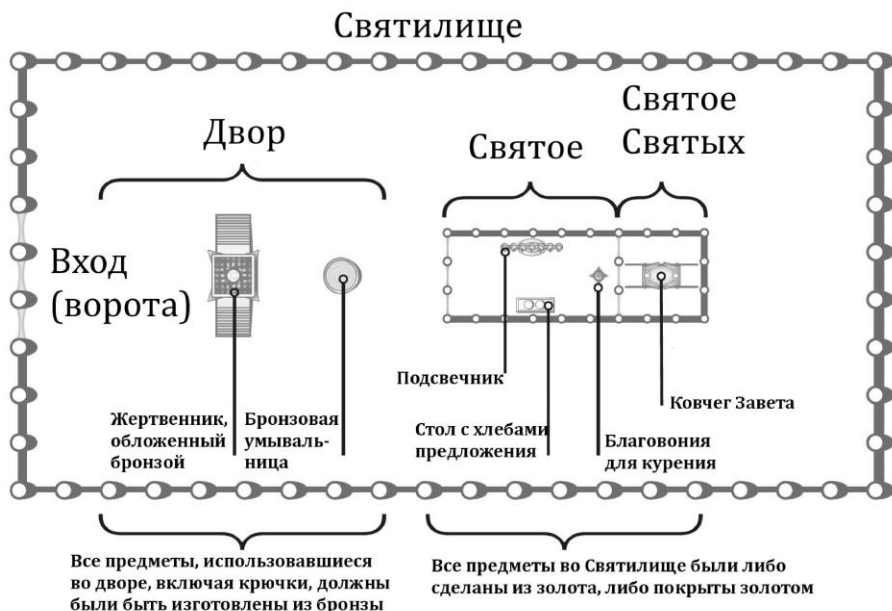 Святилище
Двор
Святое
Святое
Святых
Вход
(ворота)
Подсвечник
Ковчег Завета
Жертвенник,
обложенный
бронзой
Бронзовая
умываль-
ница
Стол с хлебами
предложения
Благовония
для курения
Все предметы, использовавшиеся
во дворе, включая крючки, должны
были быть изготовлены из бронзы
Все предметы во Святилище были либо
сделаны из золота, либо покрыты золотом